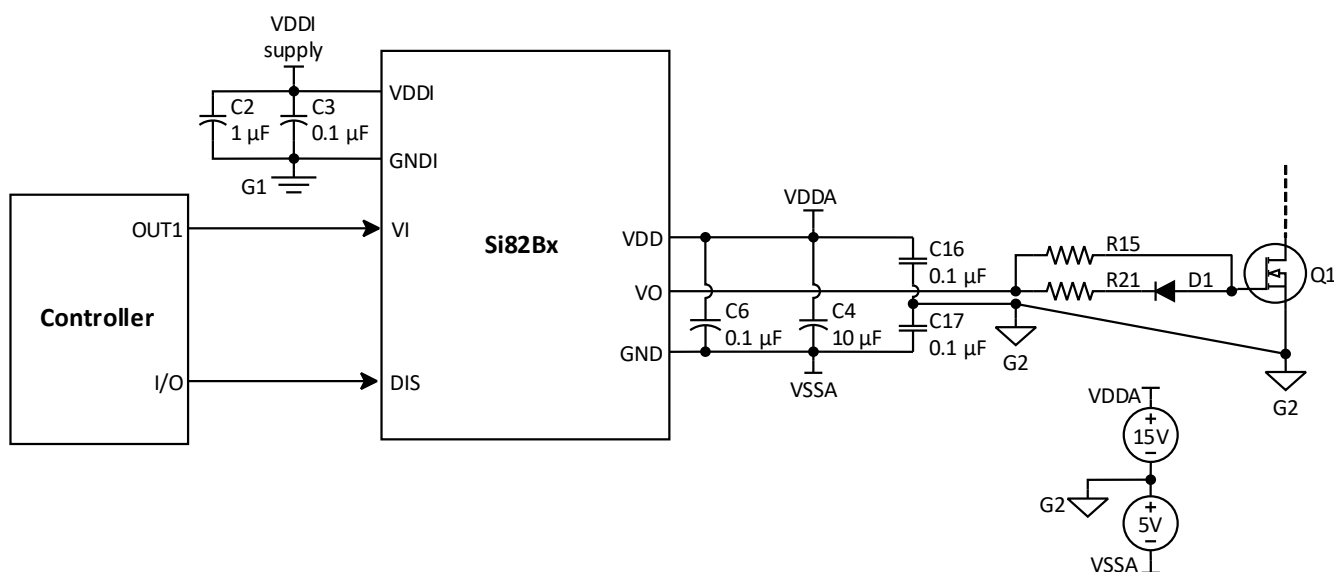 VDDI
supply
C2
1 µF
C3
0.1 µF
VDDI
GNDI
G1
OUT1
VI
Si82Bx
VDD
VDDA
C16
0.1 µF
R15
Q1
Controller
VO
R21
D1
C6
0.1 µF
C4
10 µF
C17
0.1 µF
GND
G2
VSSA
I/O
DIS
G2
VDDA
+
15V
−
G2
+
5V
−
VSSA